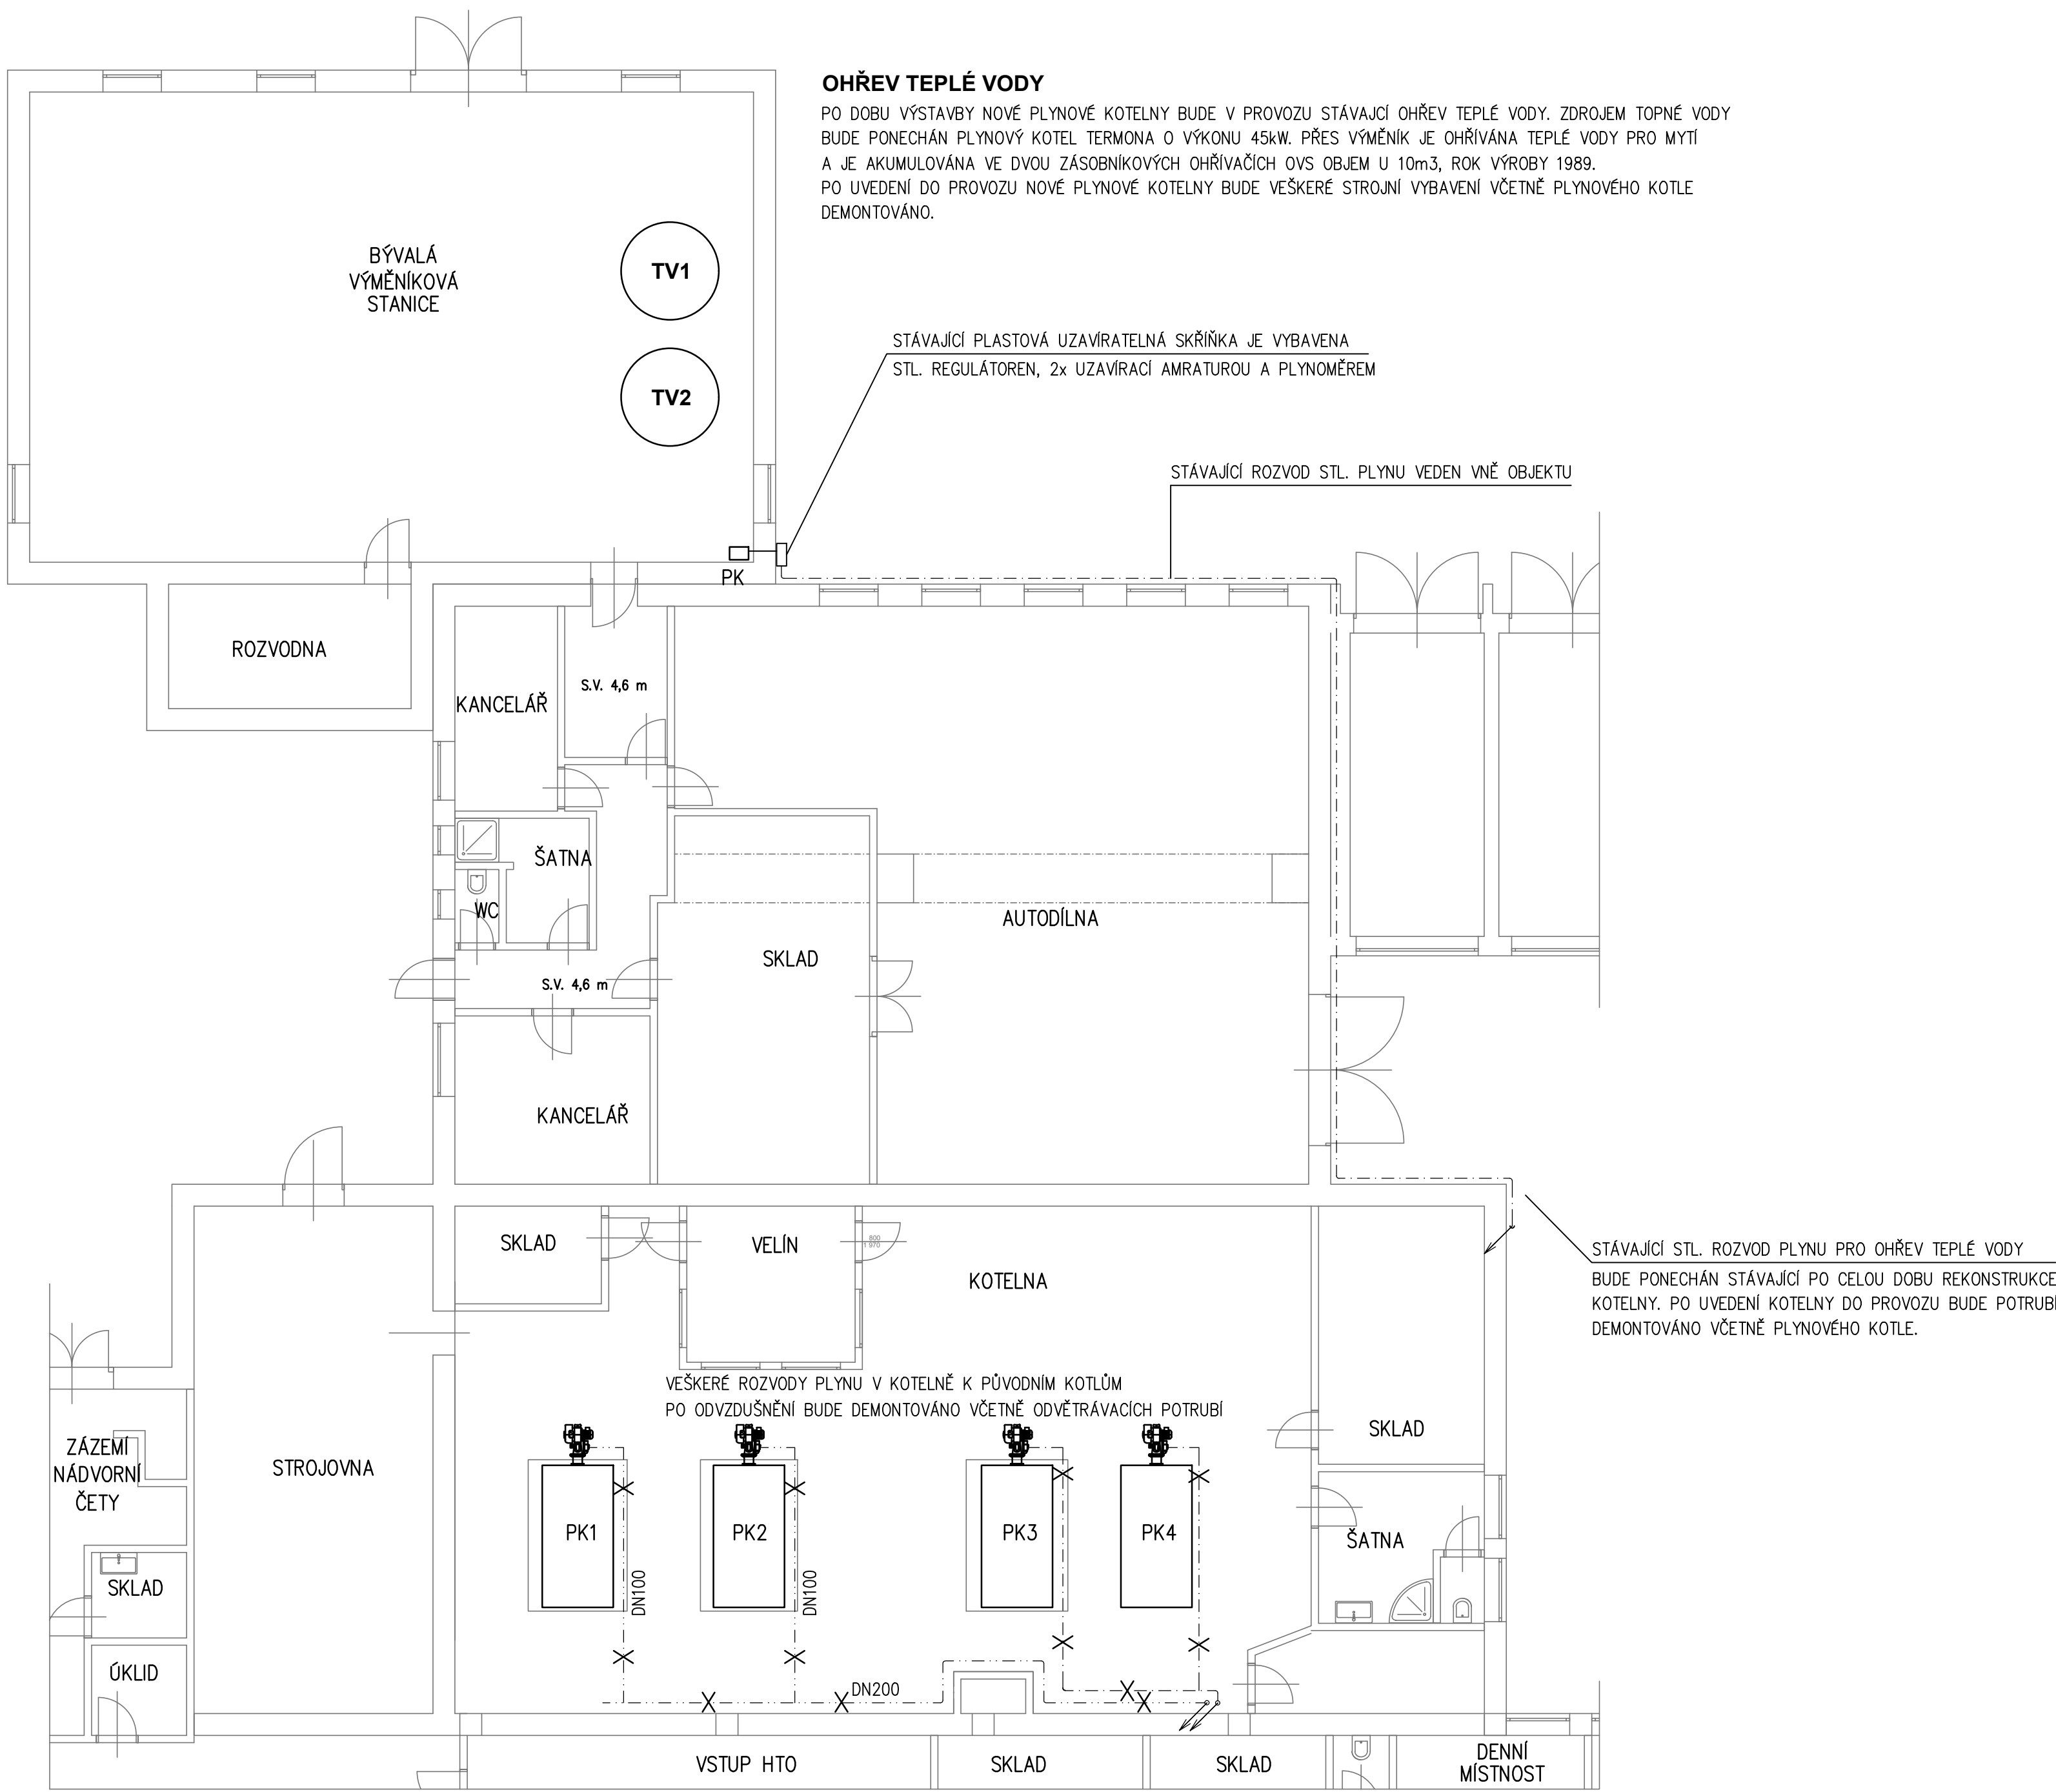 OHŘEV TEPLÉ VODY
PO DOBU VÝSTAVBY NOVÉ PLYNOVÉ KOTELNY BUDE V PROVOZU STÁVAJCÍ OHŘEV TEPLÉ VODY. ZDROJEM TOPNÉ VODY
BUDE PONECHÁN PLYNOVÝ KOTEL TERMONA O VÝKONU 45kW. PŘES VÝMĚNÍK JE OHŘÍVÁNA TEPLÉ VODY PRO MYTÍ
A JE AKUMULOVÁNA VE DVOU ZÁSOBNÍKOVÝCH OHŘÍVAČÍCH OVS OBJEM U 10m3, ROK VÝROBY 1989.
PO UVEDENÍ DO PROVOZU NOVÉ PLYNOVÉ KOTELNY BUDE VEŠKERÉ STROJNÍ VYBAVENÍ VČETNĚ PLYNOVÉHO KOTLE
DEMONTOVÁNO.
BÝVALÁ
VÝMĚNÍKOVÁ
STANICE
TV1
TV2
STÁVAJÍCÍ PLASTOVÁ UZAVÍRATELNÁ SKŘÍŇKA JE VYBAVENA
STL. REGULÁTOREN, 2x UZAVÍRACÍ AMRATUROU A PLYNOMĚREM
STÁVAJÍCÍ ROZVOD STL. PLYNU VEDEN VNĚ OBJEKTU
PK
ROZVODNA
KANCELÁŘ
S.V. 4,6 m
ŠATNA
WC
AUTODÍLNA
SKLAD
S.V. 4,6 m
KANCELÁŘ
SKLAD
VELÍN
800
1 970
KOTELNA
STÁVAJÍCÍ STL. ROZVOD PLYNU PRO OHŘEV TEPLÉ VODY
BUDE PONECHÁN STÁVAJÍCÍ PO CELOU DOBU REKONSTRUKCE
KOTELNY. PO UVEDENÍ KOTELNY DO PROVOZU BUDE POTRUBÍ
DEMONTOVÁNO VČETNĚ PLYNOVÉHO KOTLE.
VEŠKERÉ ROZVODY PLYNU V KOTELNĚ K PŮVODNÍM KOTLŮM
PO ODVZDUŠNĚNÍ BUDE DEMONTOVÁNO VČETNĚ ODVĚTRÁVACÍCH POTRUBÍ
SKLAD
ZÁZEMÍ
NÁDVORNÍ
ČETY
STROJOVNA
PK1
PK2
PK3
PK4
ŠATNA
DN100
DN100
SKLAD
ÚKLID
DN200
VSTUP HTO
SKLAD
SKLAD
DENNÍ
MÍSTNOST